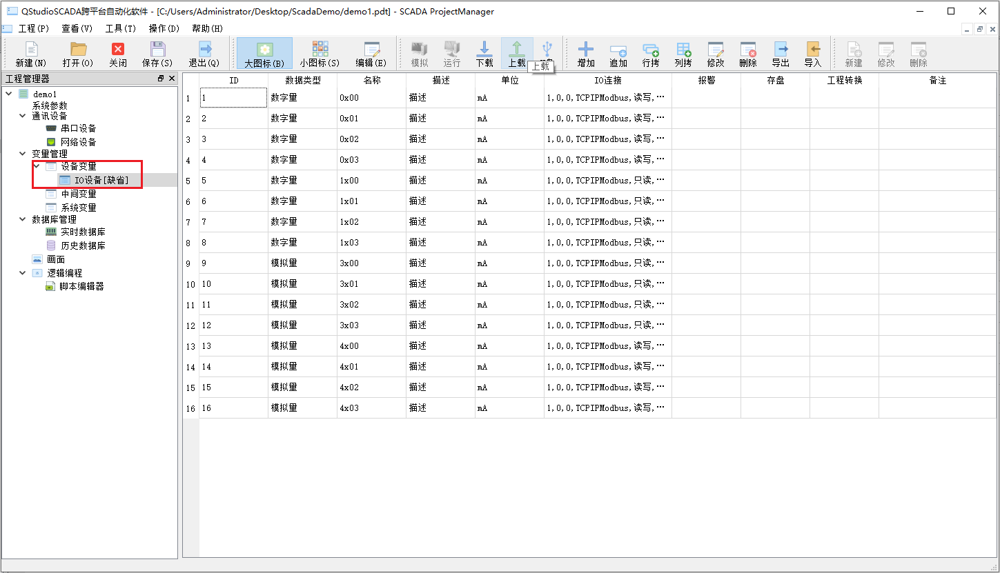 QStudioSCADA跨平台自动化软件 - [C:/Users/Administrator/Desktop/ScadaDemo/demo1.pdt] - SCADA ProjectManager
工程(P) 查看(V) 工具(T) 操作(D) 帮助(H)
新建(N) 打开(O) 关闭 保存(S) 退出(Q) 大图标(B) 小图标(S) 编辑(E) 模拟 运行 下载 上载 增加 追加 行拷 列拷 修改 删除 导出 导入 新建 修改 删除
上载
工程管理器
demo1
系统参数
通讯设备
串口设备
网络设备
变量管理
设备变量
IO设备[缺省]
中间变量
系统变量
数据库管理
实时数据库
历史数据库
画面
逻辑编程
脚本编辑器
ID 数据类型 名称 描述 单位 IO连接 报警 存盘 工程转换 备注
1 1 数字量 0x00 描述 mA 1,0,0,TCPIPModbus,读写,…
2 2 数字量 0x01 描述 mA 1,0,0,TCPIPModbus,读写,…
3 3 数字量 0x02 描述 mA 1,0,0,TCPIPModbus,读写,…
4 4 数字量 0x03 描述 mA 1,0,0,TCPIPModbus,读写,…
5 5 数字量 1x00 描述 mA 1,0,0,TCPIPModbus,只读,…
6 6 数字量 1x01 描述 mA 1,0,0,TCPIPModbus,只读,…
7 7 数字量 1x02 描述 mA 1,0,0,TCPIPModbus,只读,…
8 8 数字量 1x03 描述 mA 1,0,0,TCPIPModbus,只读,…
9 9 模拟量 3x00 描述 mA 1,0,0,TCPIPModbus,只读,…
10 10 模拟量 3x01 描述 mA 1,0,0,TCPIPModbus,只读,…
11 11 模拟量 3x02 描述 mA 1,0,0,TCPIPModbus,只读,…
12 12 模拟量 3x03 描述 mA 1,0,0,TCPIPModbus,只读,…
13 13 模拟量 4x00 描述 mA 1,0,0,TCPIPModbus,读写,…
14 14 模拟量 4x01 描述 mA 1,0,0,TCPIPModbus,读写,…
15 15 模拟量 4x02 描述 mA 1,0,0,TCPIPModbus,读写,…
16 16 模拟量 4x03 描述 mA 1,0,0,TCPIPModbus,读写,…